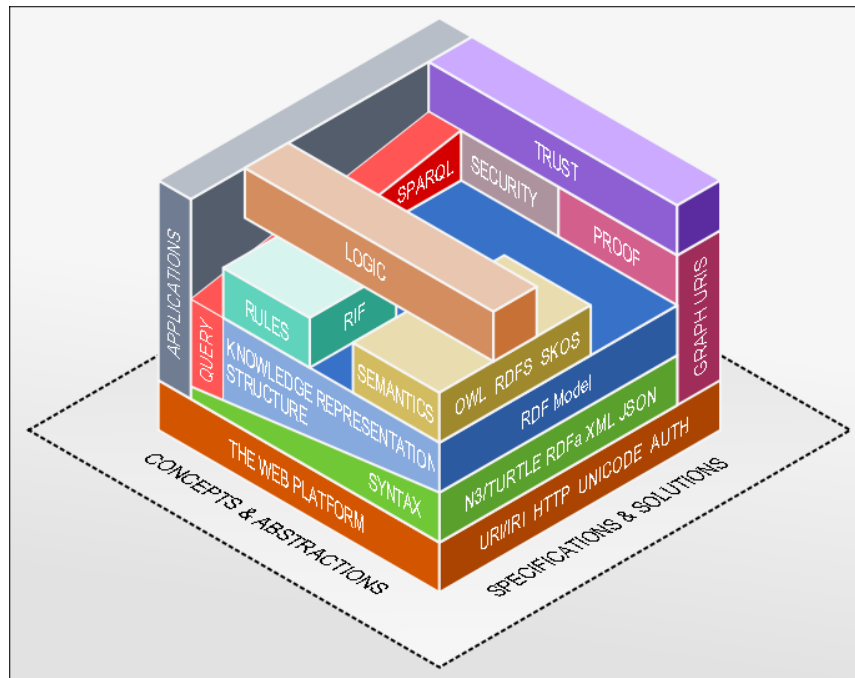 TRUST
SECURITY
PROOF
SPARQL
LOGIC
APPLICATIONS
RULES
RIF
QUERY
KNOWLEDGE REPRESENTATION
STRUCTURE
SEMANTICS
OWL RDFS SKOS
RDF Model
GRAPH URIS
SYNTAX
N3/TURTLE RDFa XML JSON
THE WEB PLATFORM
URI/IRI HTTP UNICODE AUTH
CONCEPTS & ABSTRACTIONS
SPECIFICATIONS & SOLUTIONS